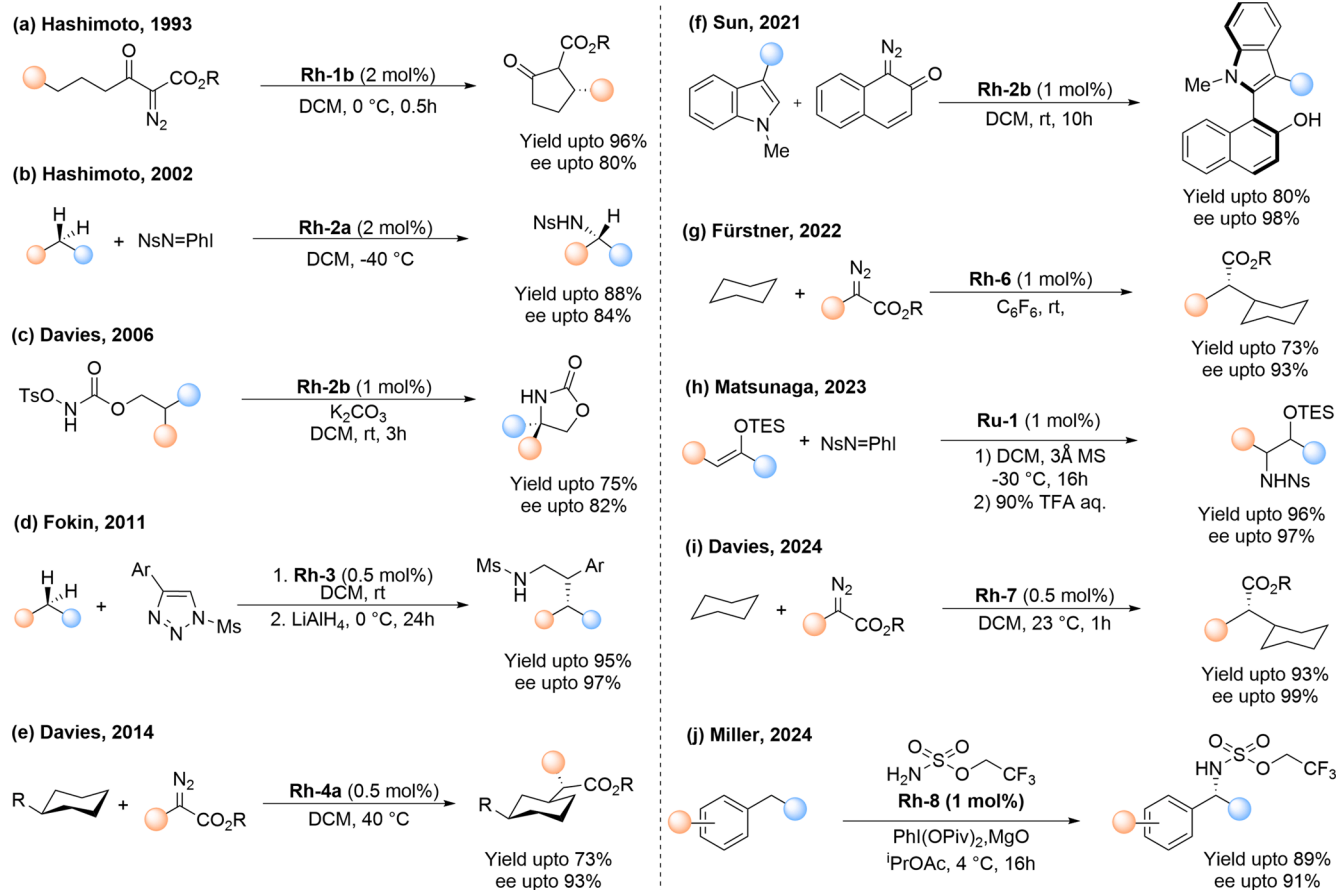 (a) Hashimoto, 1993
O
CO₂R
N₂
Rh-1b (2 mol%)
DCM, 0 °C, 0.5h
CO₂R
O
Yield upto 96%
ee upto 80%
(b) Hashimoto, 2002
H
H
+ NsN=PhI
Rh-2a (2 mol%)
DCM, -40 °C
NsHN H
Yield upto 88%
ee upto 84%
(c) Davies, 2006
O
TsO
N
H
O
Rh-2b (1 mol%)
K₂CO₃
DCM, rt, 3h
O
HN
O
Yield upto 75%
ee upto 82%
(d) Fokin, 2011
H
H
+
Ar
N
N
N
Ms
1. Rh-3 (0.5 mol%)
DCM, rt
2. LiAlH₄, 0 °C, 24h
Ms
N
H
Ar
Yield upto 95%
ee upto 97%
(e) Davies, 2014
R
+
N₂
CO₂R
Rh-4a (0.5 mol%)
DCM, 40 °C
R
CO₂R
Yield upto 73%
ee upto 93%
(f) Sun, 2021
N
Me
+
N₂
O
Rh-2b (1 mol%)
DCM, rt, 10h
Me
N
OH
Yield upto 80%
ee upto 98%
(g) Fürstner, 2022
+
N₂
CO₂R
Rh-6 (1 mol%)
C₆F₆, rt,
CO₂R
Yield upto 73%
ee upto 93%
(h) Matsunaga, 2023
OTES
+ NsN=PhI
Ru-1 (1 mol%)
1) DCM, 3Å MS
-30 °C, 16h
2) 90% TFA aq.
OTES
NHNs
Yield upto 96%
ee upto 97%
(i) Davies, 2024
+
N₂
CO₂R
Rh-7 (0.5 mol%)
DCM, 23 °C, 1h
CO₂R
Yield upto 93%
ee upto 99%
(j) Miller, 2024
O O
S
H₂N O CF₃
Rh-8 (1 mol%)
PhI(OPiv)₂,MgO
ⁱPrOAc, 4 °C, 16h
O O
S
HN O CF₃
Yield upto 89%
ee upto 91%